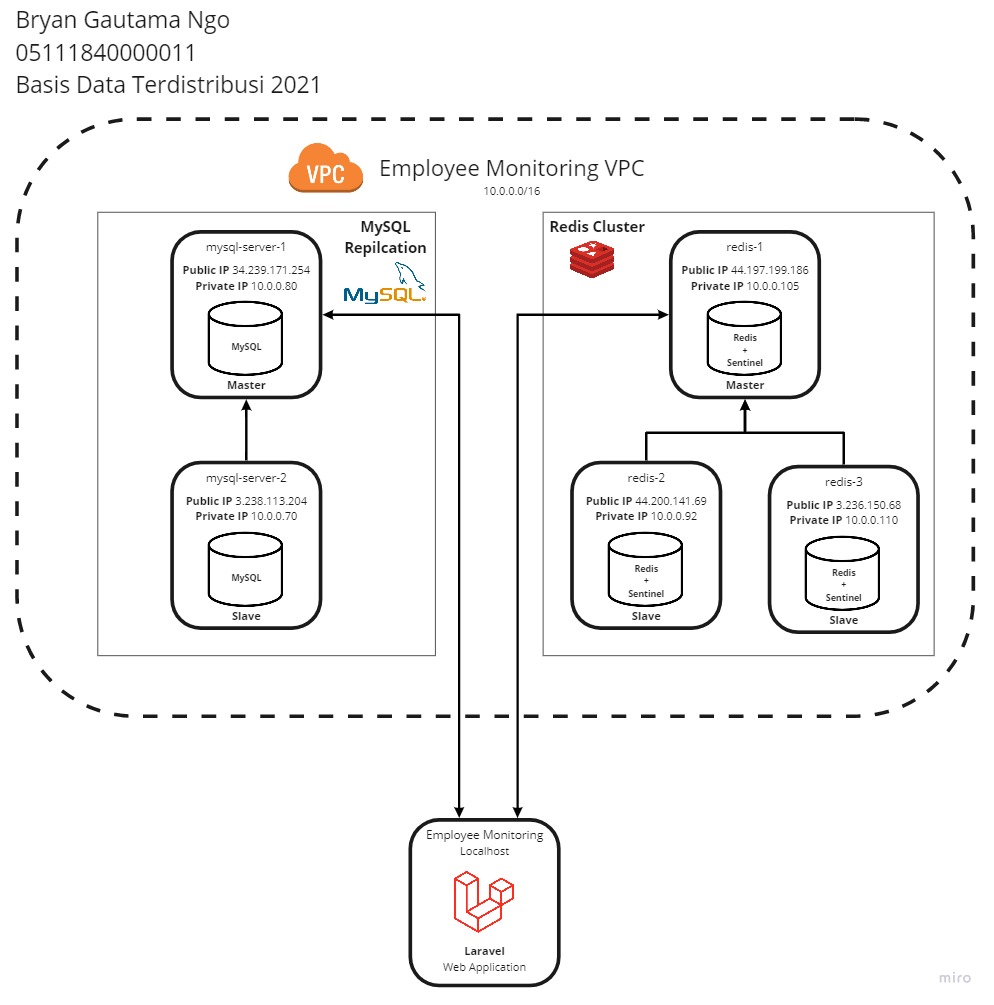 Bryan Gautama Ngo
05111840000011
Basis Data Terdistribusi 2021
VPC
Employee Monitoring VPC
10.0.0.0/16
MySQL
Repilcation
MySQL
mysql-server-1
Public IP 34.239.171.254
Private IP 10.0.0.80
MySQL
Master
mysql-server-2
Public IP 3.238.113.204
Private IP 10.0.0.70
MySQL
Slave
Redis Cluster
redis-1
Public IP 44.197.199.186
Private IP 10.0.0.105
Redis
+
Sentinel
Master
redis-2
Public IP 44.200.141.69
Private IP 10.0.0.92
Redis
+
Sentinel
Slave
redis-3
Public IP 3.236.150.68
Private IP 10.0.0.110
Redis
+
Sentinel
Slave
Employee Monitoring
Localhost
Laravel
Web Application
miro